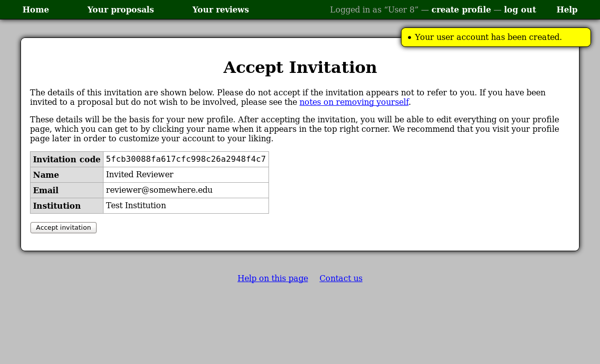 Home Your proposals Your reviews Logged in as “User 8” — create profile — log out Help
• Your user account has been created.
Accept Invitation
The details of this invitation are shown below. Please do not accept if the invitation appears not to refer to you. If you have been
invited to a proposal but do not wish to be involved, please see the notes on removing yourself.
These details will be the basis for your new profile. After accepting the invitation, you will be able to edit everything on your profile
page, which you can get to by clicking your name when it appears in the top right corner. We recommend that you visit your profile
page later in order to customize your account to your liking.
Invitation code 5fcb30088fa617cfc998c26a2948f4c7
Name Invited Reviewer
Email reviewer@somewhere.edu
Institution Test Institution
Accept invitation
Help on this page Contact us